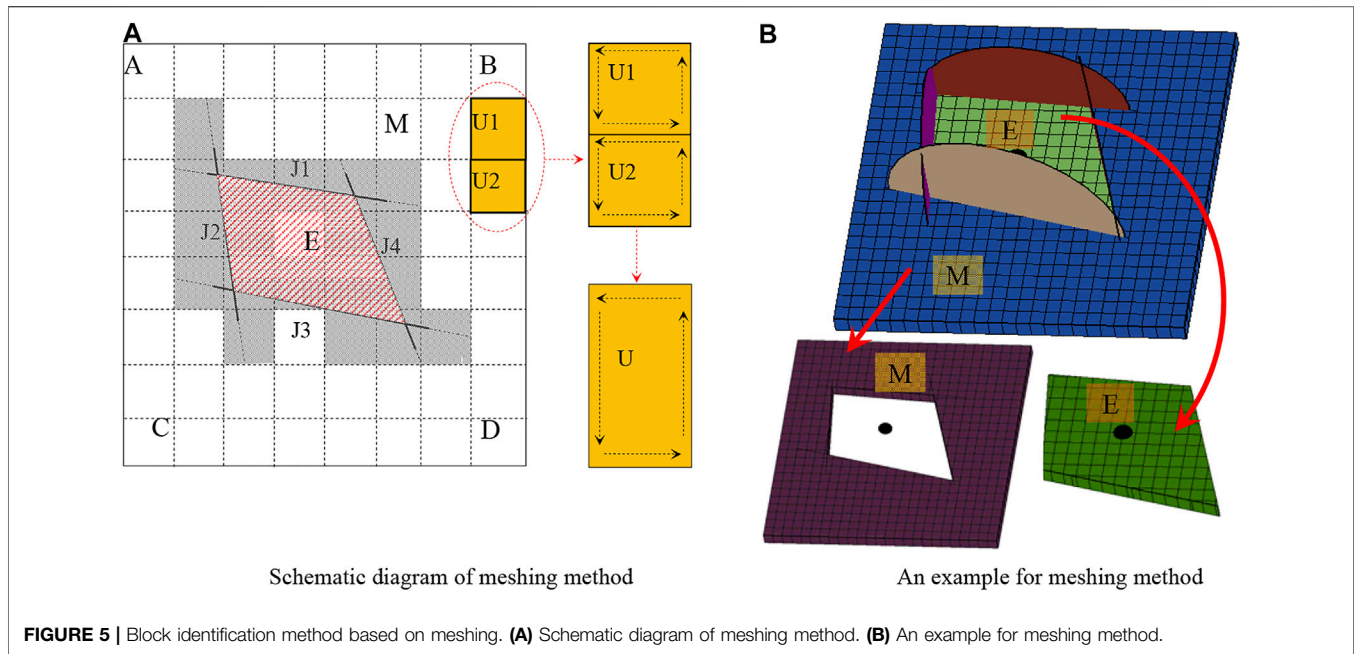 A
B
A
B
M
U1
U2
U1
U2
J1
J2
E
J4
J3
U
C
D
E
M
M
E
Schematic diagram of meshing method
An example for meshing method
FIGURE 5 | Block identification method based on meshing. (A) Schematic diagram of meshing method. (B) An example for meshing method.